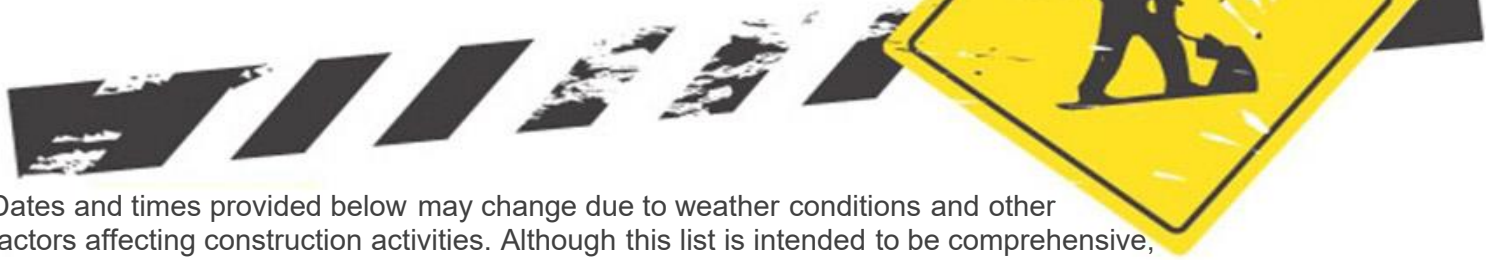 Dates and times provided below may change due to weather conditions and other
actors affecting construction activities. Although this list is intended to be comprehensive,